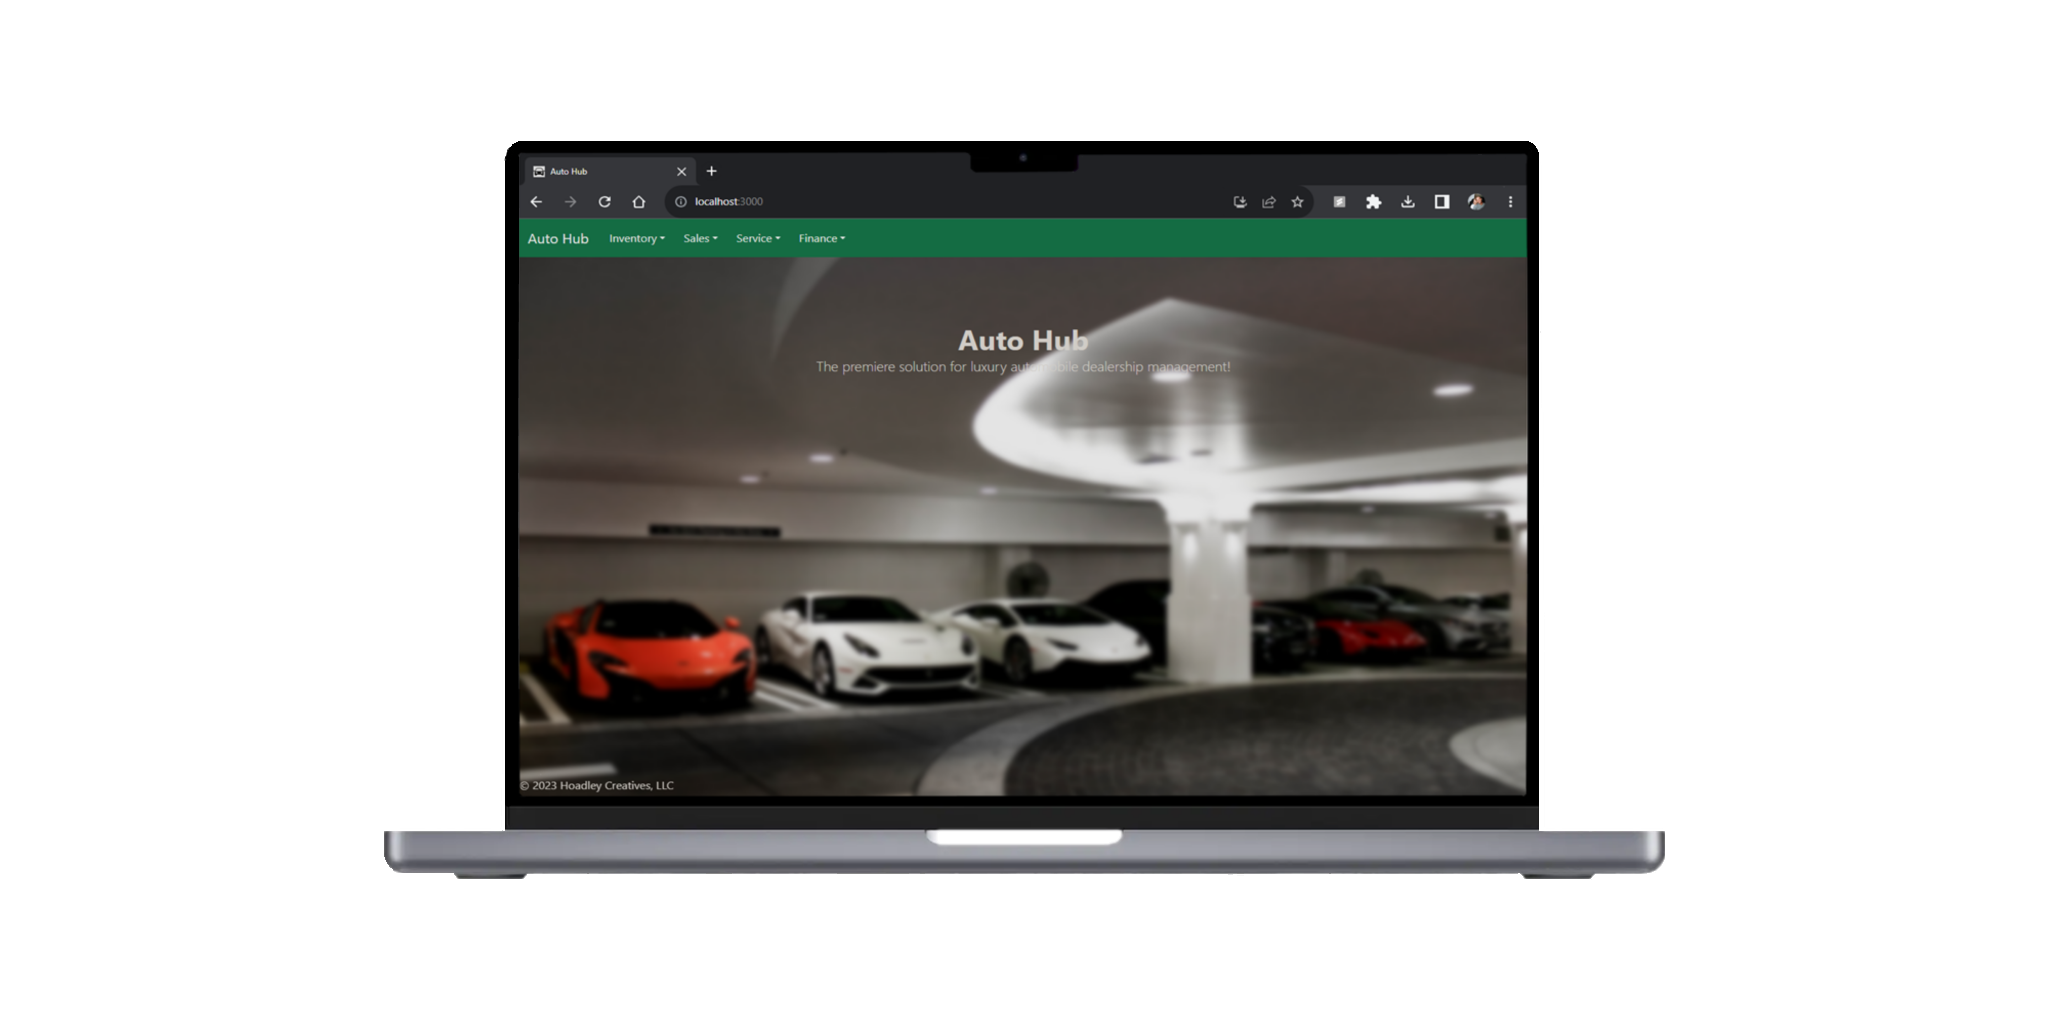 Auto Hub
localhost:3000
Auto Hub Inventory Sales Service Finance
Auto Hub
The premiere solution for luxury automobile dealership management!
© 2023 Hoadley Creatives, LLC